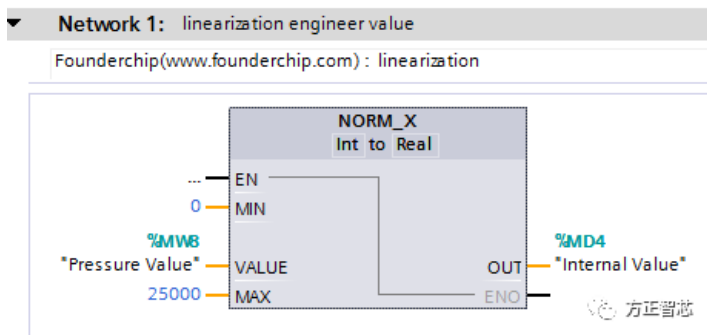 Network 1: linearization engineer value
Founderchip(www.founderchip.com) : linearization
NORM_X
Int to Real
... EN
0 MIN
%MW8 %MD4
"Pressure Value" VALUE OUT "Internal Value"
25000 MAX ENO
方正智芯